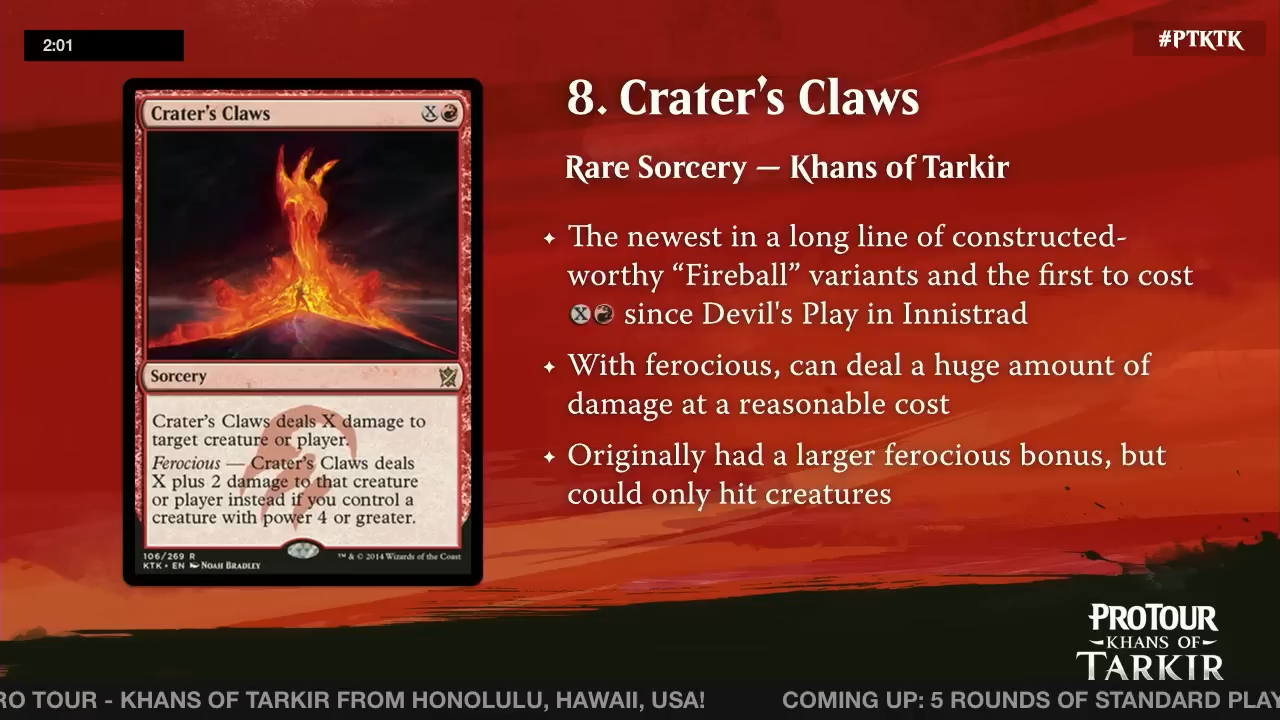 2:01
#PTKTK
Crater's Claws
X
Sorcery
Crater's Claws deals X damage to
target creature or player.
Ferocious — Crater's Claws deals
X plus 2 damage to that creature
or player instead if you control a
creature with power 4 or greater.
106/269 R
KTK • EN Noah Bradley
™ & © 2014 Wizards of the Coast
8. Crater's Claws
Rare Sorcery — Khans of Tarkir
The newest in a long line of constructed-
worthy “Fireball” variants and the first to cost
X since Devil's Play in Innistrad
With ferocious, can deal a huge amount of
damage at a reasonable cost
Originally had a larger ferocious bonus, but
could only hit creatures
PROTOUR
KHANS OF
TARKIR
RO TOUR - KHANS OF TARKIR FROM HONOLULU, HAWAII, USA! COMING UP: 5 ROUNDS OF STANDARD PLAY